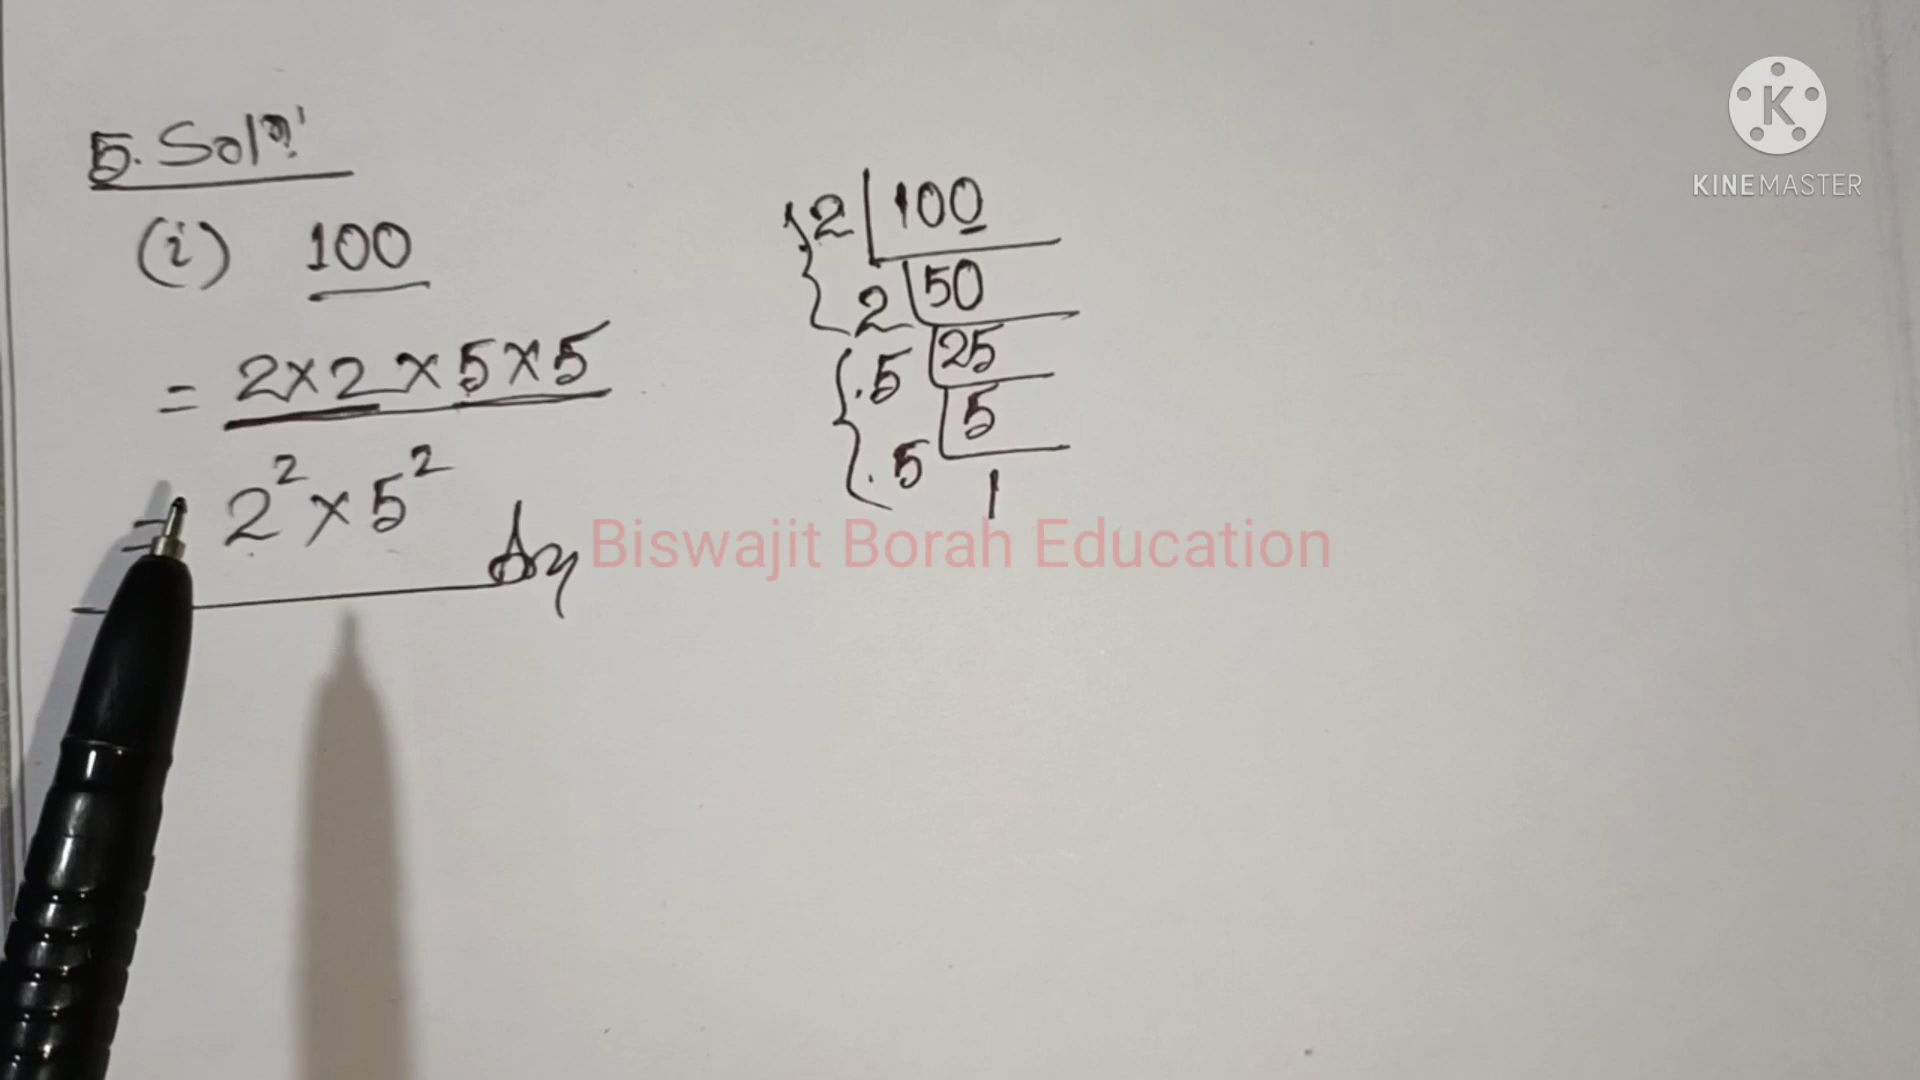 5. Solⁿ:
(i) 100
= 2×2×5×5
= 2² × 5²
Ans
2 | 100
2 | 50
5 | 25
5 | 5
1
Biswajit Borah Education
K
KINEMASTER